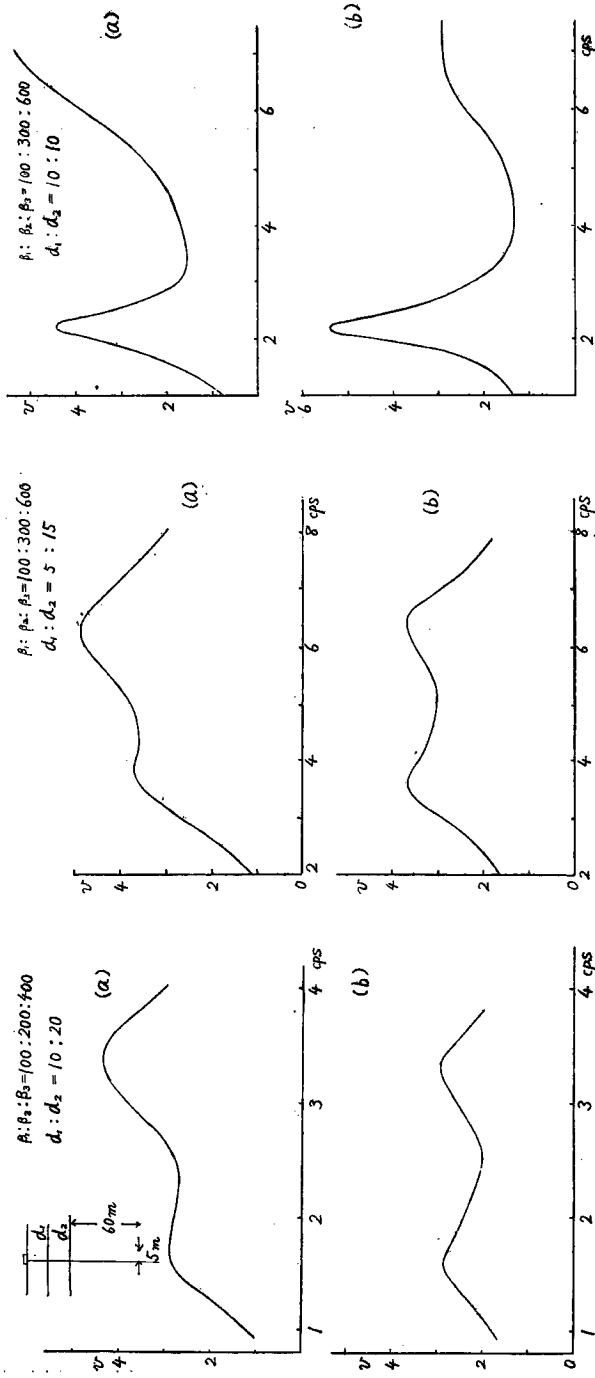 β₁:β₂:β₃=100:200:400
d₁:d₂=10:20
d₁
d₂
60m
5m
(a)
v
4
2
1 2 3 4 cps
(b)
v
4
2
0
1 2 3 4 cps
β₁:β₂:β₃=100:300:600
d₁:d₂=5:15
(a)
v
4
2
0
2 4 6 8 cps
(b)
v
4
2
0
2 4 6 8 cps
β₁:β₂:β₃=100:300:600
d₁:d₂=10:10
(a)
v
4
2
2 4 6
(b)
v
6
4
2
0
2 4 6 cps